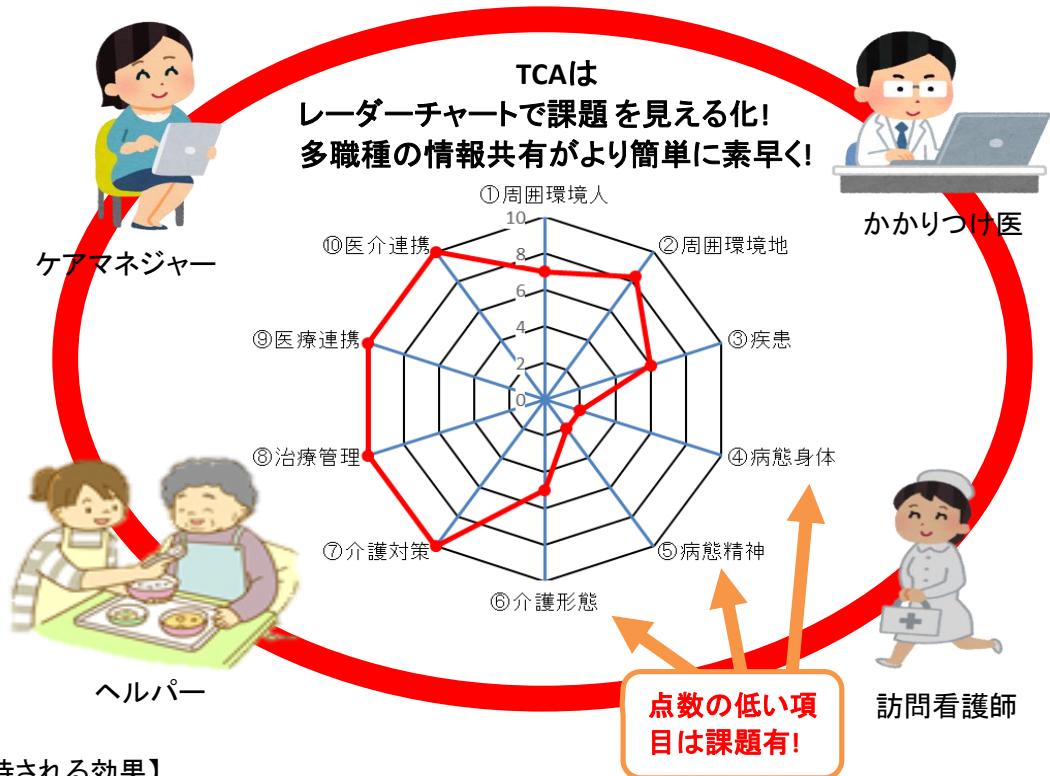 TCAは
レーダーチャートで課題を見える化!
多職種の情報共有がより簡単に素早く!
ケアマネジャー
かかりつけ医
①周囲環境人
②周囲環境地
③疾患
④病態身体
⑤病態精神
⑥介護形態
⑦介護対策
⑧治療管理
⑨医療連携
⑩医介連携
10
8
6
4
2
0
ヘルパー
訪問看護師
点数の低い項
目は課題有!
待される効果】